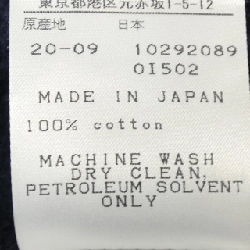 東京都港区元赤坂1-5-12
原産地 日本
20-09 10292089
01502
MADE IN JAPAN
100% cotton
MACHINE WASH
DRY CLEAN,
PETROLEUM SOLVENT
ONLY